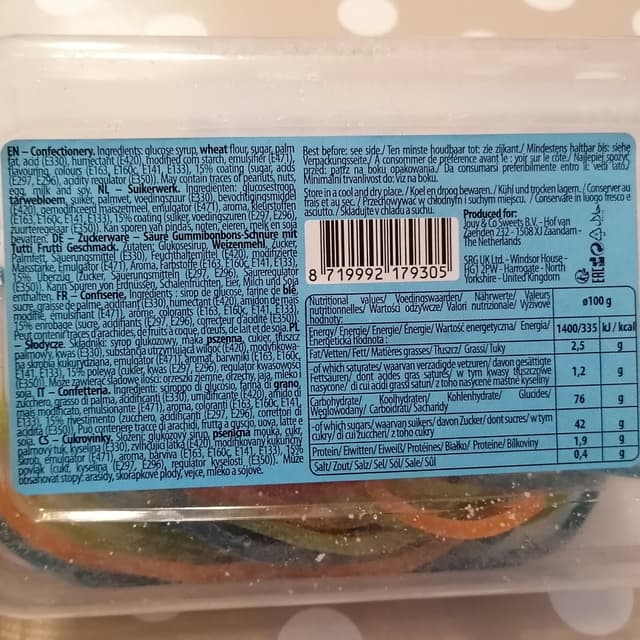 EN – Confectionery. Ingredients: glucose syrup, wheat flour, sugar, palm
fat, acid (E330), humectant (E420), modified corn starch, emulsifier (E471),
flavouring, colours (E163, E160c, E141, E133), 15% coating (sugar, acids
(E297, E296), acidity regulator (E350)). May contain traces of peanuts, nuts,
egg, milk and soy. NL – Suikerwerk. Ingrediënten: glucosestroop,
tarwebloem, suiker, palmvet, voedingszuur (E330), bevochtigingsmiddel
(E420), gemodificeerd maiszetmeel, emulgator (E471), aroma, kleurstoffen
(E163, E160c, E141, E133), 15% coating (suiker, voedingszuren (E297, E296),
zuurteregelaar (E350)). Kan sporen van pindas, noten, eieren, melk en soja
bevatten. DE – Zuckerware – Saure Gummibonbons-Schnüre mit
Tutti Frutti Geschmack. Zutaten: Glukosesirup, Weizenmehl, Zucker,
Palmfett, Säuerungsmittel (E330), Feuchthaltemittel (E420), modifizierte
Maisstärke, Emulgator (E471), Aroma, Farbstoffe (E163, E160c, E141, E133),
15% Überzug (Zucker, Säuerungsmitteln (E297, E296), Säureregulator
(E350)). Kann Spuren von Erdnüssen, Schalenfrüchten, Eier, Milch und Soja
enthalten. FR – Confiserie. Ingrédients : sirop de glucose, farine de blé,
sucre, graisse de palme, acidifiant (E330), humectant (E420), amidon de maïs
modifié, émulsifiant (E471), arôme, colorants (E163, E160c, E141, E133),
15% enrobage (sucre, acidifiants (E297, E296), correcteur d'acidité (E350)).
Peut contenir traces d'arachides, de fruits à coque, d'œufs, de lait et de soja. PL
– Słodycze. Składniki: syrop glukozowy, mąka pszenna, cukier, tłuszcz
palmowy, kwas (E330), substancja utrzymująca wilgoć (E420), modyfikowa-
na skrobia kukurydziana, emulgator (E471), aromat, barwniki (E163, E160c,
E141, E133), 15% polewa (cukier, kwas (E297, E296), regulator kwasowości
(E350)). Może zawierać śladowe ilości: orzeszki ziemne, orzechy, jaja, mleko i
soja. IT – Confetteria. Ingredienti: sciroppo di glucosio, farina di grano,
zucchero, grasso di palma, acidificante (E330), umidificante (E420), amido di
mais modificato, emulsionante (E471), aroma, coloranti (E163, E160c, E141,
E133), 15% rivestimento (zucchero, acidificanti (E297, E296), correttori di
acidità (E350)). Può contenere tracce di arachidi, frutta a guscio, uova, latte e
soja. CS – Cukrovinky. Složení: glukózový sirup, pšenična mouka, cukr,
palmový tuk, kyselina (E330), zvlhčující látka (E420), modifikovaný kukuřičný
škrob, emulgátor (E471), aroma, barviva (E163, E160c, E141, E133), 15%
povlak (cukr, kyselina (E297, E296), regulátor kyselosti (E350)). Může
obsahovat stopy: arašídy, skořápkové plody, vejce, mléko a sójové.
Best before: see side./ Ten minste houdbaar tot: zie zijkant./ Mindestens haltbar bis: siehe
Verpackungsseite./ A consommer de préférence avant le : voir sur le côté./ Najlepiej spożyć
przed: patrz na boku opakowania./ Da consumarsi preferibilmente entro il: vedi lato./
Minimální trvanlivost do: viz na boku.
Store in a cool and dry place. / Koel en droog bewaren. / Kühl und trocken lagern. / Conserver au
frais et au sec. / Przechowywać w chłodnym i suchym miejscu. / Conservare in luogo fresco e
asciutto./ Skladujte v chladu a suchu.
Produced for:
Jouy & Co Sweets B.V. - Hof van
Zaenden 232 - 1508 XJ Zaandam -
The Netherlands
SRG UK Ltd. - Windsor House -
HG1 2PW - Harrogate - North
Yorkshire - United Kingdom
EHC
8 719992 179305
Nutritional values/ Voedingswaarden/ Nährwerte/ Valeurs
nutritionnelles/ Wartości odżywcze/ Valori nutrizionali/ Výživové
hodnoty
ø100 g
Energy/ Energie/ Energie/ Énergie/ Wartość energetyczna/ Energia/
Energetická hodnota
1400/335 kJ / kcal
Fat/Vetten/ Fett/ Matières grasses/ Tłuszcz/ Grassi/ Tuky
2,5 g
-of which saturates/ waarvan verzadigde vetzuren/ davon gesättigte
Fettsäuren/ dont acides gras saturés/ w tym kwasy tłuszczowe
nasycone/ di cui acidi grassi saturi/ z toho nasycené mastné kyseliny
1,2 g
Carbohydrate/ Koolhydraten/ Kohlenhydrate/ Glucides/
Węglowodany/ Carboidrati/ Sacharidy
76 g
-of which sugars/ waarvan suikers/ davon Zucker/ dont sucres/ w tym
cukry/ di cui zuccheri/ z toho cukry
42 g
Protein/ Eiwitten/ Eiweiß/ Protéines/ Białko/ Proteine/ Bílkoviny
1,9 g
Salt/ Zout/ Salz/ Sel/ Sól/ Sale/ Sůl
0,4 g